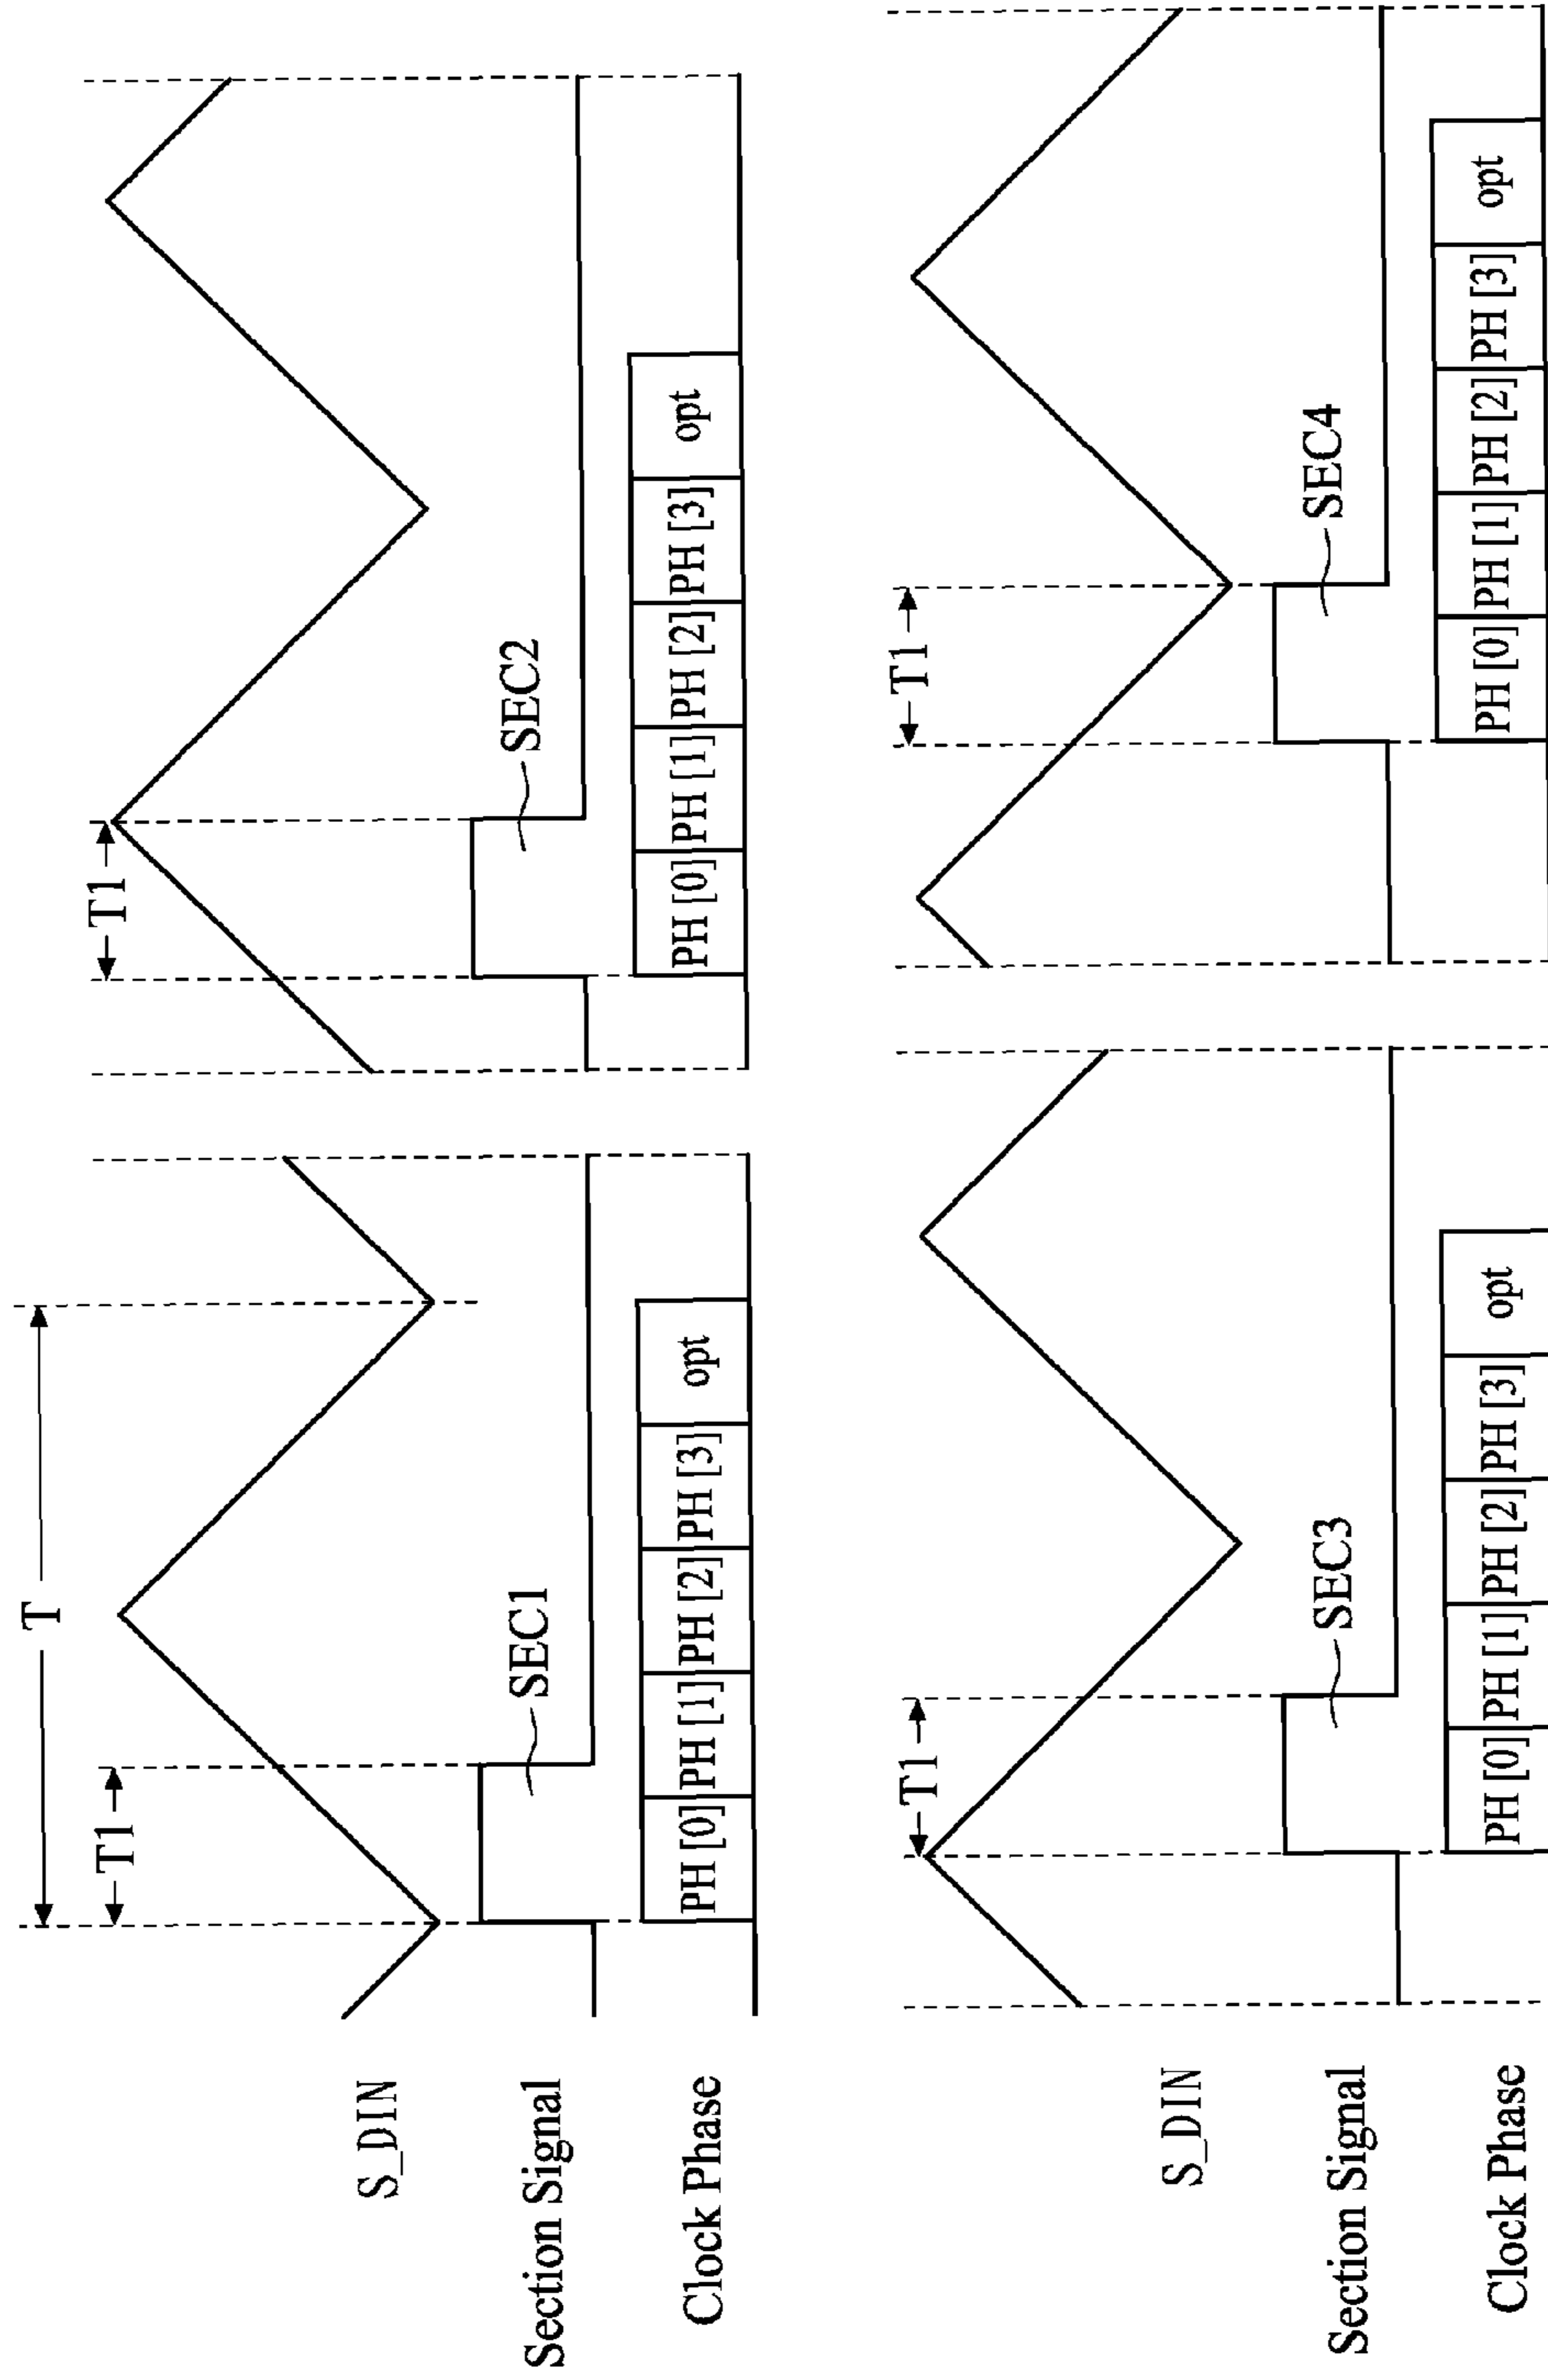 T
T1
T1
S_DIN
SEC1
SEC2
Section Signal
PH [0] PH [1] PH [2] PH [3] opt
PH [0] PH [1] PH [2] PH [3] opt
Clock Phase
T1
T1
S_DIN
SEC3
SEC4
Section Signal
PH [0] PH [1] PH [2] PH [3] opt
PH [0] PH [1] PH [2] PH [3] opt
Clock Phase